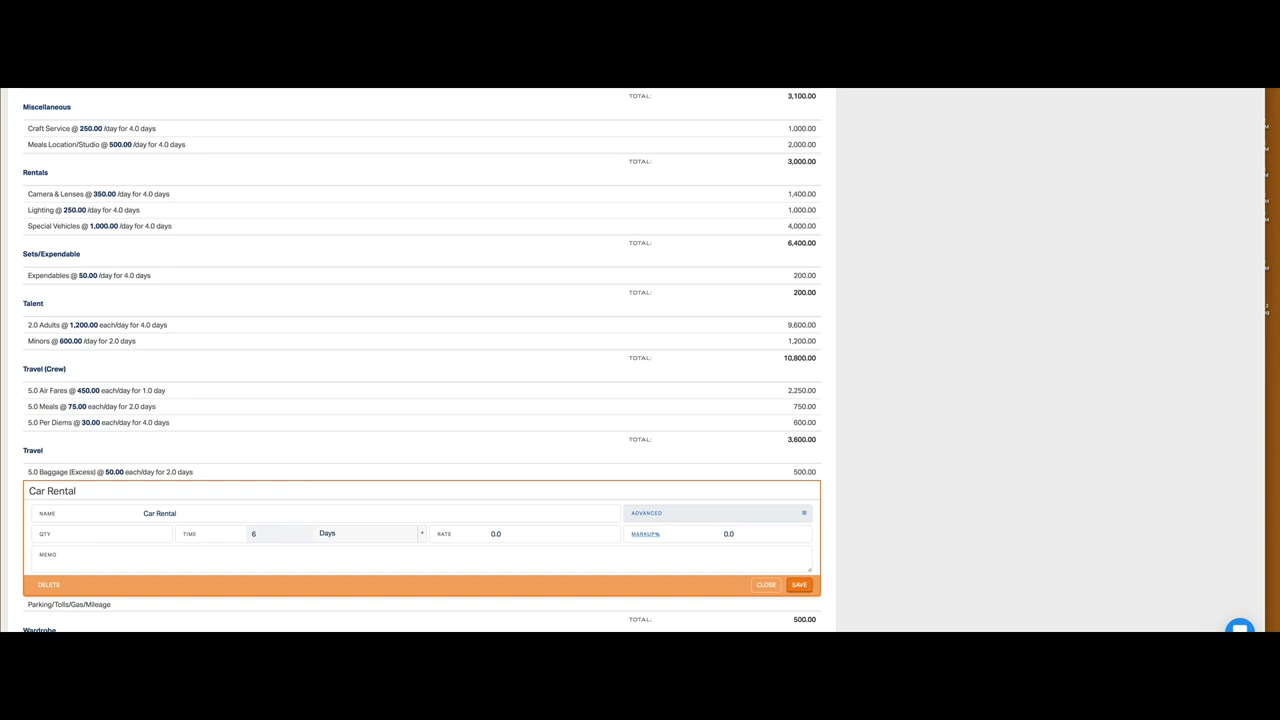 TOTAL: 3,100.00
Miscellaneous
Craft Service @ 250.00 /day for 4.0 days 1,000.00
Meals Location/Studio @ 500.00 /day for 4.0 days 2,000.00
TOTAL: 3,000.00
Rentals
Camera & Lenses @ 350.00 /day for 4.0 days 1,400.00
Lighting @ 250.00 /day for 4.0 days 1,000.00
Special Vehicles @ 1,000.00 /day for 4.0 days 4,000.00
TOTAL: 6,400.00
Sets/Expendable
Expendables @ 50.00 /day for 4.0 days 200.00
TOTAL: 200.00
Talent
2.0 Adults @ 1,200.00 each/day for 4.0 days 9,600.00
Minors @ 600.00 /day for 2.0 days 1,200.00
TOTAL: 10,800.00
Travel (Crew)
5.0 Air Fares @ 450.00 each/day for 1.0 day 2,250.00
5.0 Meals @ 75.00 each/day for 2.0 days 750.00
5.0 Per Diems @ 30.00 each/day for 4.0 days 600.00
TOTAL: 3,600.00
Travel
5.0 Baggage (Excess) @ 50.00 each/day for 2.0 days 500.00
Car Rental
NAME Car Rental ADVANCED
QTY TIME 6 Days RATE 0.0 MARKUP% 0.0
MEMO
DELETE CLOSE SAVE
Parking/Tolls/Gas/Mileage
TOTAL: 500.00
Wardrobe